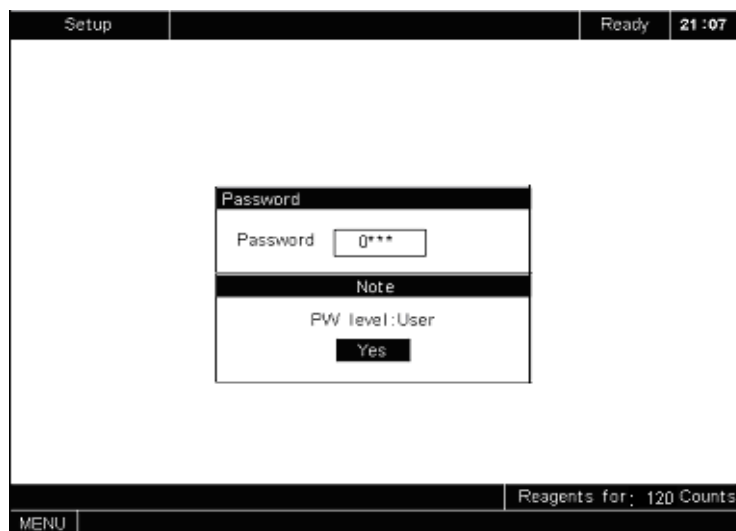 Setup Ready 21:07
Password
Password 0***
Note
PW level:User
Yes
Reagents for: 120 Counts
MENU